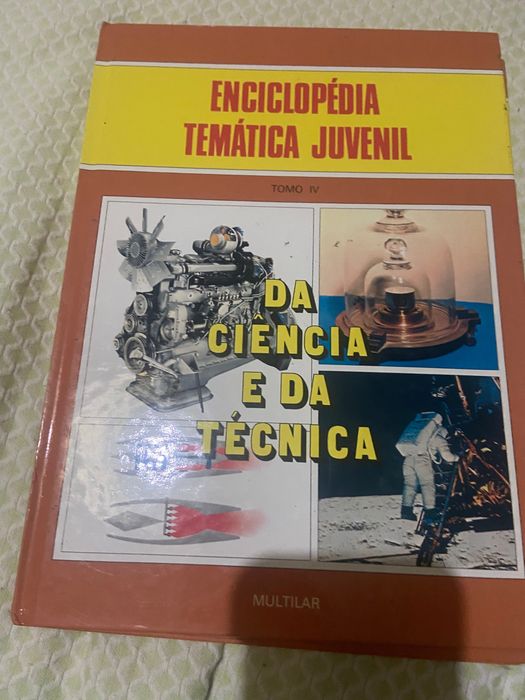 ENCICLOPÉDIA
TEMÁTICA JUVENIL
TOMO IV
DA
CIÊNCIA
E DA
TÉCNICA
MULTILAR